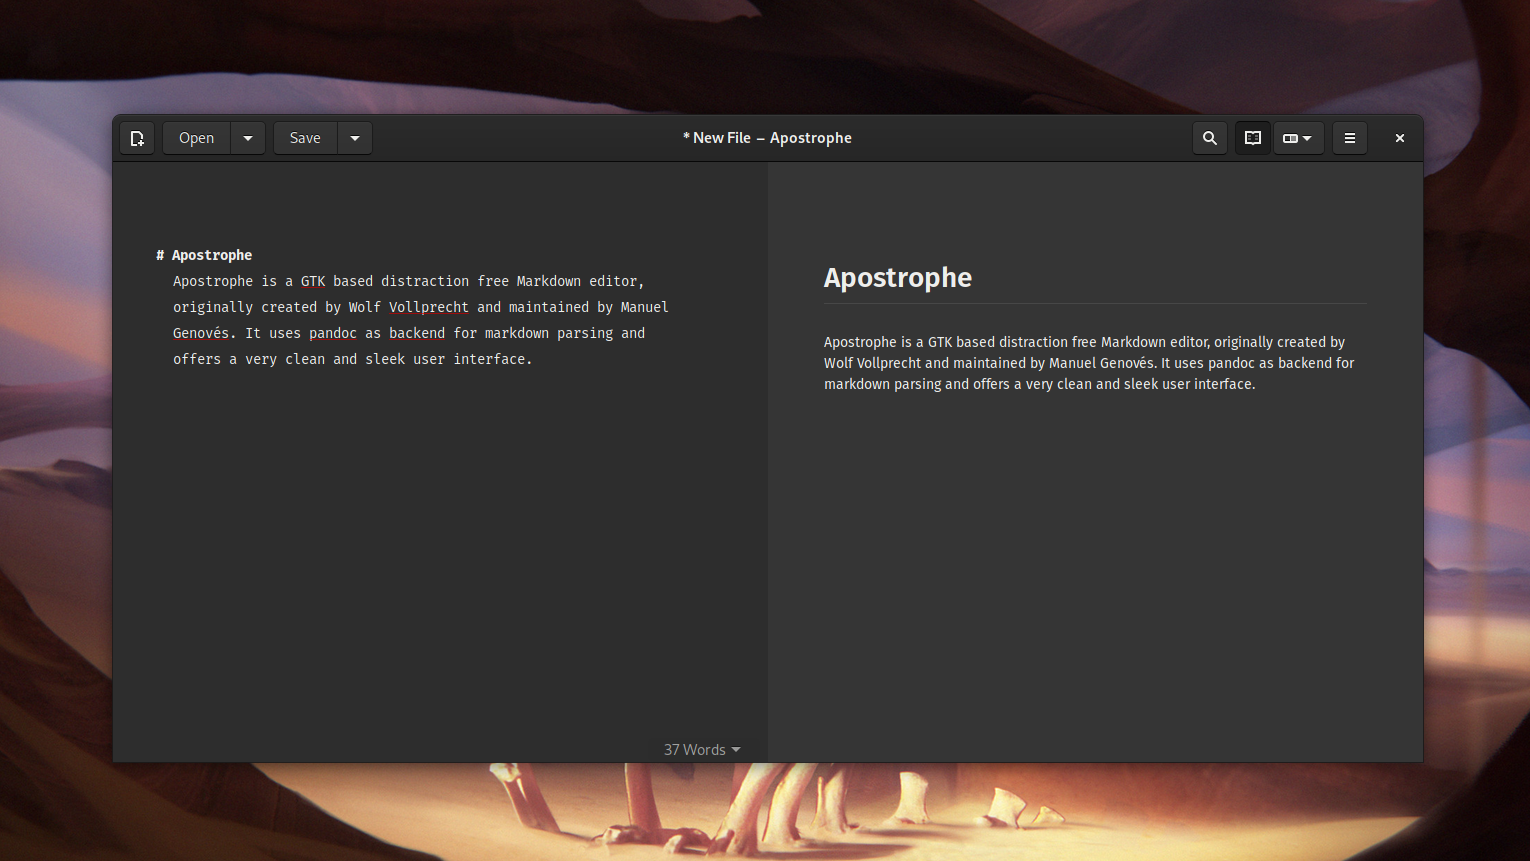 Open
Save
* New File – Apostrophe
# Apostrophe
Apostrophe is a GTK based distraction free Markdown editor,
originally created by Wolf Vollprecht and maintained by Manuel
Genovés. It uses pandoc as backend for markdown parsing and
offers a very clean and sleek user interface.
37 Words
Apostrophe
Apostrophe is a GTK based distraction free Markdown editor, originally created by
Wolf Vollprecht and maintained by Manuel Genovés. It uses pandoc as backend for
markdown parsing and offers a very clean and sleek user interface.